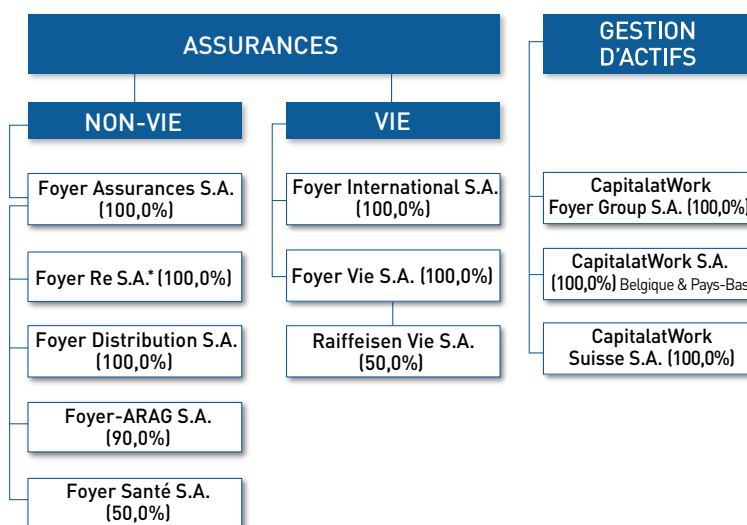 ASSURANCES
NON-VIE
Foyer Assurances S.A.
(100,0%)
Foyer Re S.A.* (100,0%)
Foyer Distribution S.A.
(100,0%)
Foyer-ARAG S.A.
(90,0%)
Foyer Santé S.A.
(50,0%)
VIE
Foyer International S.A.
(100,0%)
Foyer Vie S.A. (100,0%)
Raiffeisen Vie S.A.
(50,0%)
GESTION
D'ACTIFS
CapitalatWork
Foyer Group S.A. (100,0%)
CapitalatWork S.A.
(100,0%) Belgique & Pays-Bas
CapitalatWork
Suisse S.A. (100,0%)